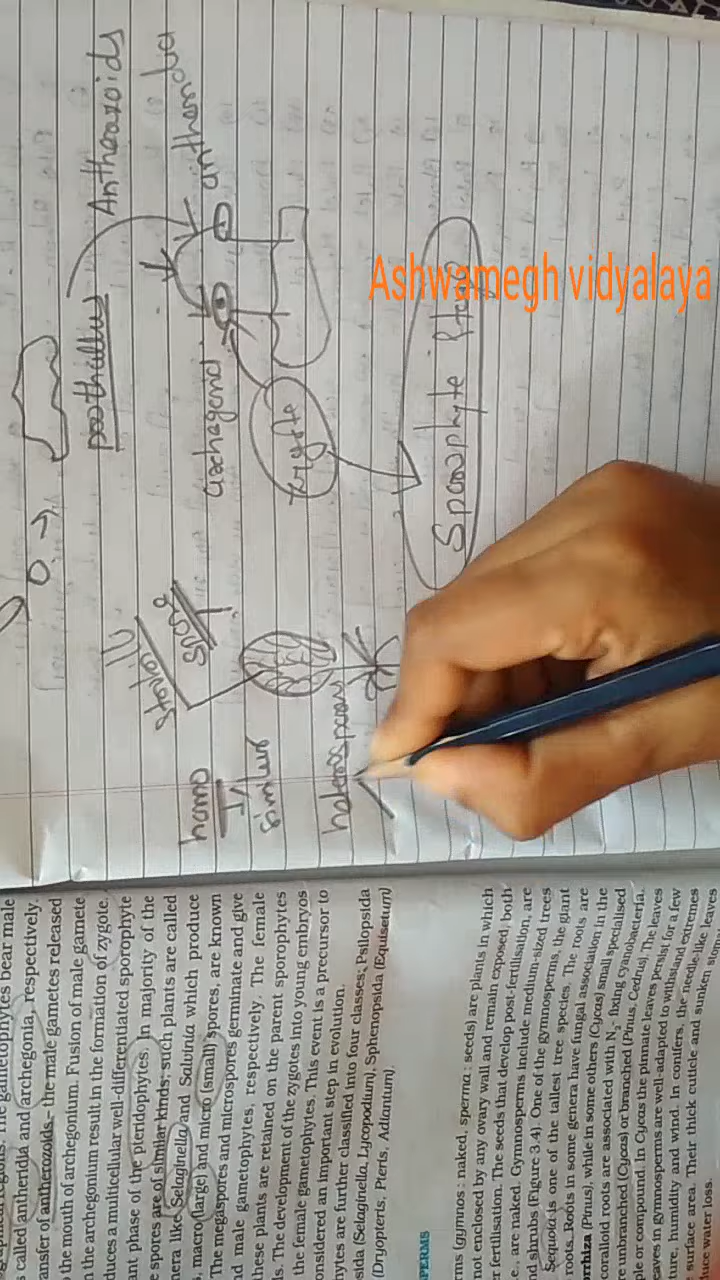 Ashwamegh vidyalaya
O →
prothallus
Antherozoids
antheridia
archegonia
zygote
Sporophyte
spore
homo
similar
heterosporous
called antheridia and archegonia, respectively.
ansfer of antherozoids – the male gametes released
the mouth of archegonium. Fusion of male gamete
n the archegonium result in the formation of zygote.
duces a multicellular well-differentiated sporophyte
ant phase of the pteridophytes. In majority of the
e spores are of similar kinds; such plants are called
nera like Selaginella and Salvinia which produce
, macro (large) and micro (small) spores, are known
The megaspores and microspores germinate and give
nd male gametophytes, respectively. The female
these plants are retained on the parent sporophytes
s. The development of the zygotes into young embryos
the female gametophytes. This event is a precursor to
onsidered an important step in evolution.
hytes are further classified into four classes: Psilopsida
sida (Selaginella, Lycopodium), Sphenopsida (Equisetum)
(Dryopteris, Pteris, Adiantum).
PERMS
rms (gymnos : naked, sperma : seeds) are plants in which
not enclosed by any ovary wall and remain exposed, both
r fertilisation. The seeds that develop post-fertilisation, are
., are naked. Gymnosperms include medium-sized trees
nd shrubs (Figure 3.4). One of the gymnosperms, the giant
Sequoia is one of the tallest tree species. The roots are
roots. Roots in some genera have fungal association in the
rrhiza (Pinus), while in some others (Cycas) small specialised
oralloid roots are associated with N2- fixing cyanobacteria.
e unbranched (Cycas) or branched (Pinus, Cedrus). The leaves
le or compound. In Cycas the pinnate leaves persist for a few
eaves in gymnosperms are well-adapted to withstand extremes
ture, humidity and wind. In conifers, the needle-like leaves
surface area. Their thick cuticle and sunken
duce water loss.